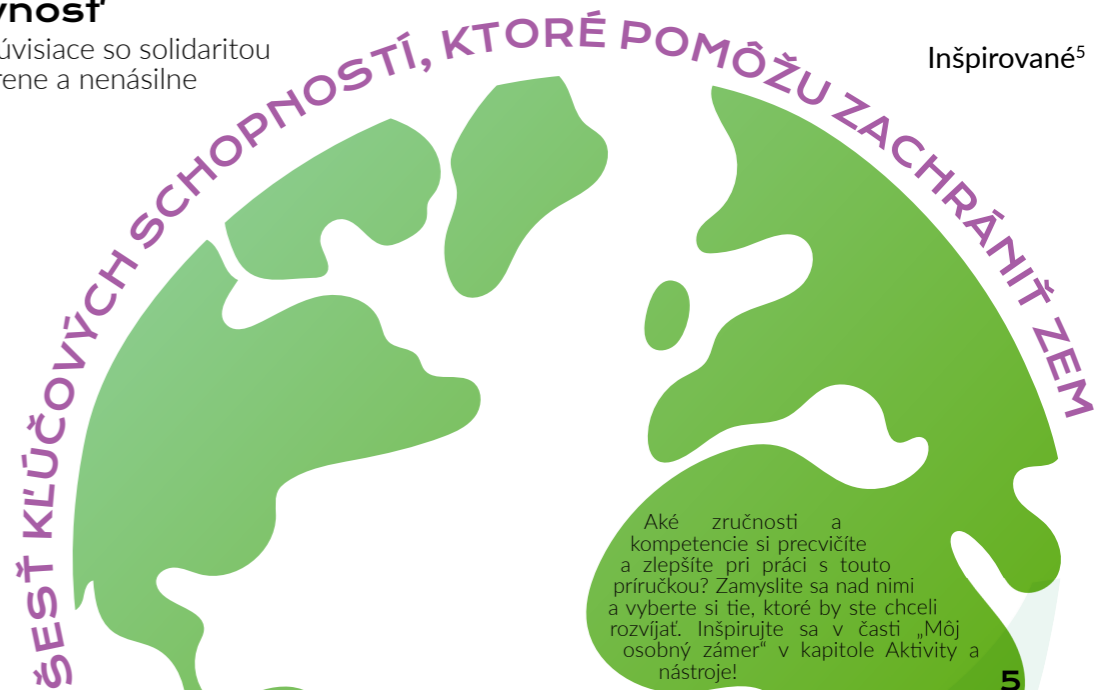 vnosť
úvisiace so solidaritou
rene a nenásilne
Inšpirované⁵
ŠESŤ KĽÚČOVÝCH SCHOPNOSTÍ, KTORÉ POMÔŽU ZACHRÁNIŤ ZEM
Aké zručnosti a
kompetencie si precvičíte
a zlepšíte pri práci s touto
príručkou? Zamyslite sa nad nimi
a vyberte si tie, ktoré by ste chceli
rozvíjať. Inšpirujte sa v časti „Môj
osobný zámer“ v kapitole Aktivity a
nástroje!
5